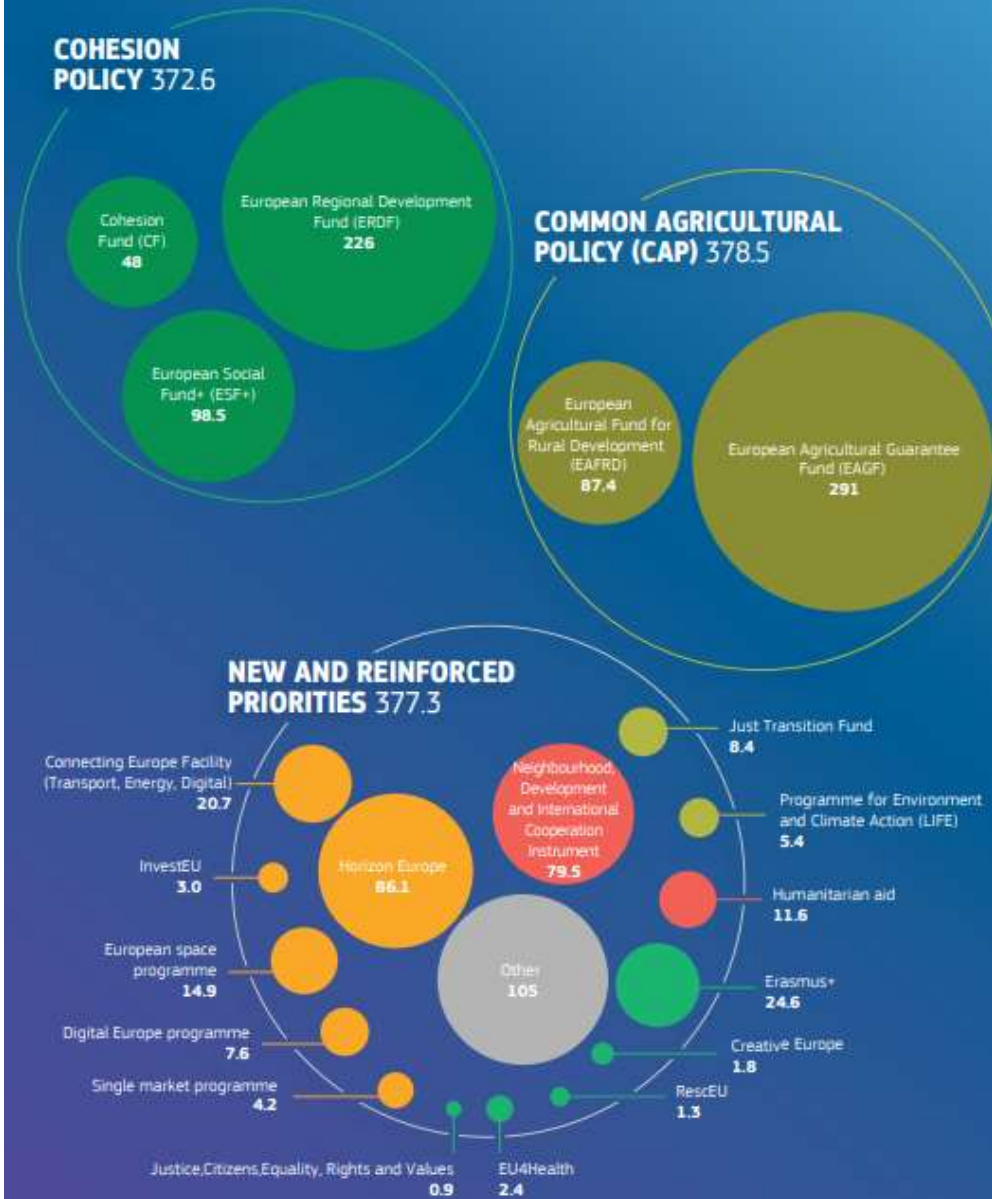 COHESION
POLICY 372.6
European Regional Development
Fund (ERDF)
226
Cohesion
Fund (CF)
48
European Social
Fund+ (ESF+)
98.5
COMMON AGRICULTURAL
POLICY (CAP) 378.5
European
Agricultural Fund for
Rural Development
(EAFRD)
87.4
European Agricultural Guarantee
Fund (EAGF)
291
NEW AND REINFORCED
PRIORITIES 377.3
Connecting Europe Facility
(Transport, Energy, Digital)
20.7
InvestEU
3.0
European space
programme
14.9
Digital Europe programme
7.6
Single market programme
4.2
Justice,Citizens,Equality, Rights and Values
0.9
EU4Health
2.4
Horizon Europe
86.1
Neighbourhood,
Development
and International
Cooperation
Instrument
79.5
Other
105
Just Transition Fund
8.4
Programme for Environment
and Climate Action (LIFE)
5.4
Humanitarian aid
11.6
Erasmus+
24.6
Creative Europe
1.8
RescEU
1.3